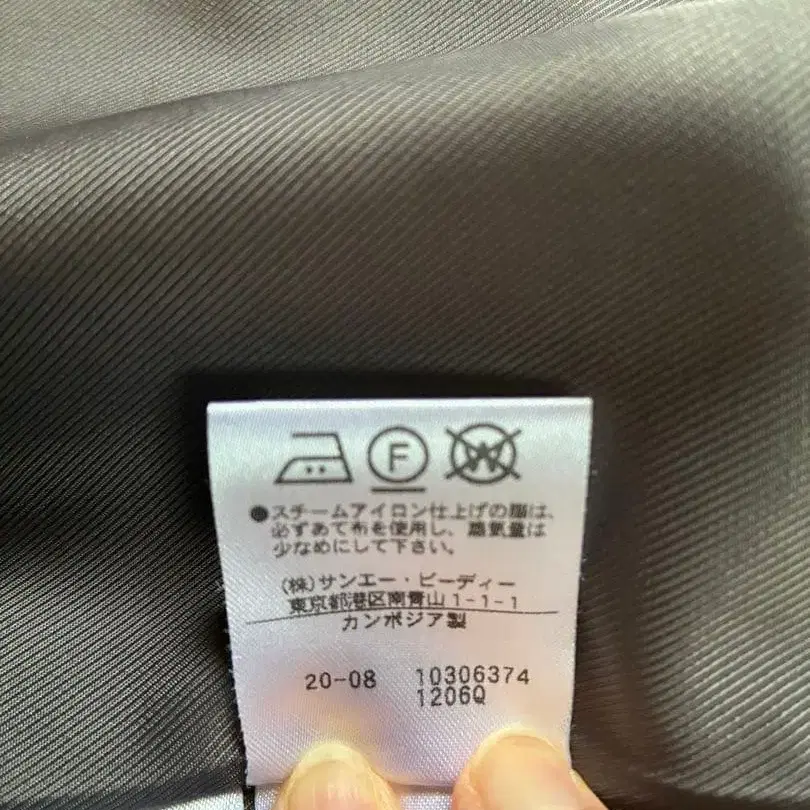 F W
●スチームアイロン仕上げの際は、
必ずあて布を使用し、蒸気量は
少なめにして下さい。
(株)サンエー・ビーディー
東京都港区南青山1-1-1
カンボジア製
20-08 10306374
1206Q